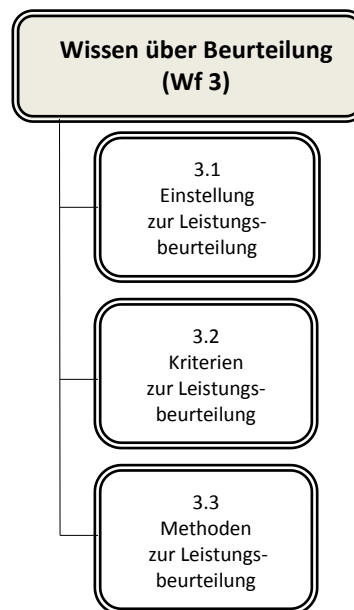 Wissen über Beurteilung
(Wf 3)
3.1
Einstellung
zur Leistungs-
beurteilung
3.2
Kriterien
zur Leistungs-
beurteilung
3.3
Methoden
zur Leistungs-
beurteilung